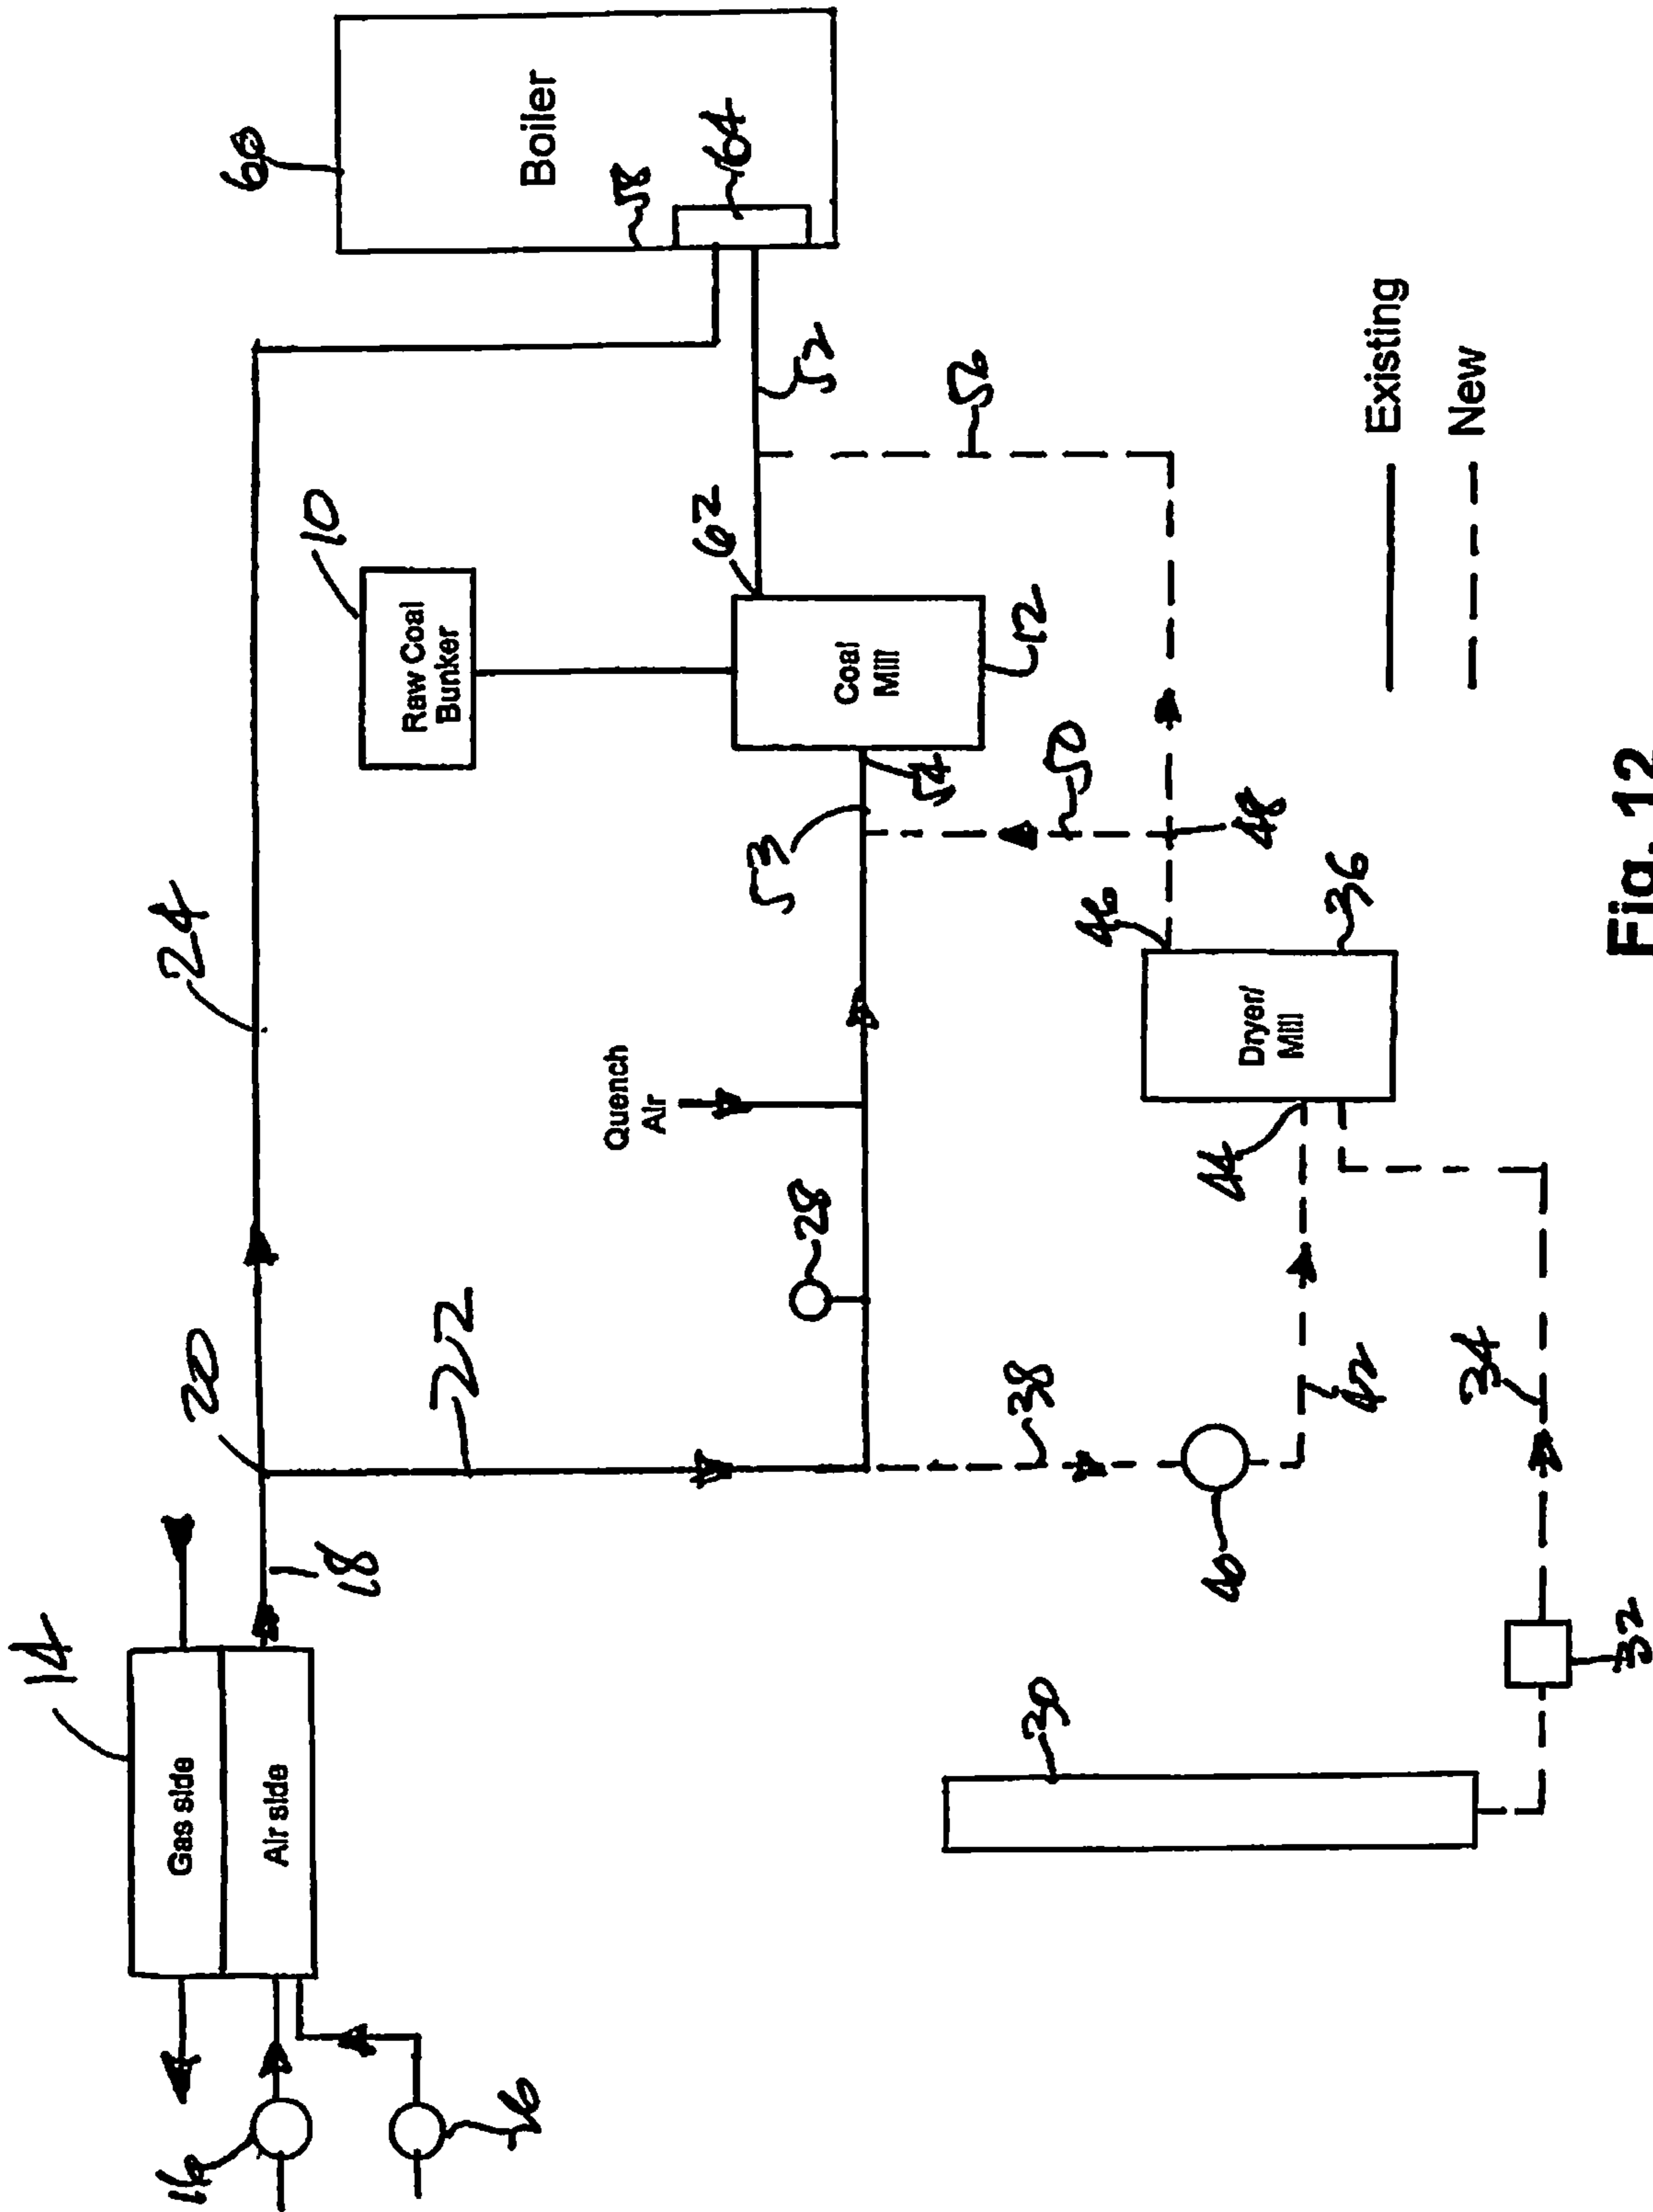 14
Gas side
Air side
16
26
18
20
22
24
60
Boiler
58
64
10
Raw Coal
Bunker
62
52
Coal
Mill
12
54
53
56
50
48
Quench
Air
28
38
40
42
44
Dryer/
Mill
46
36
34
30
32
Existing
New
Fig. 12